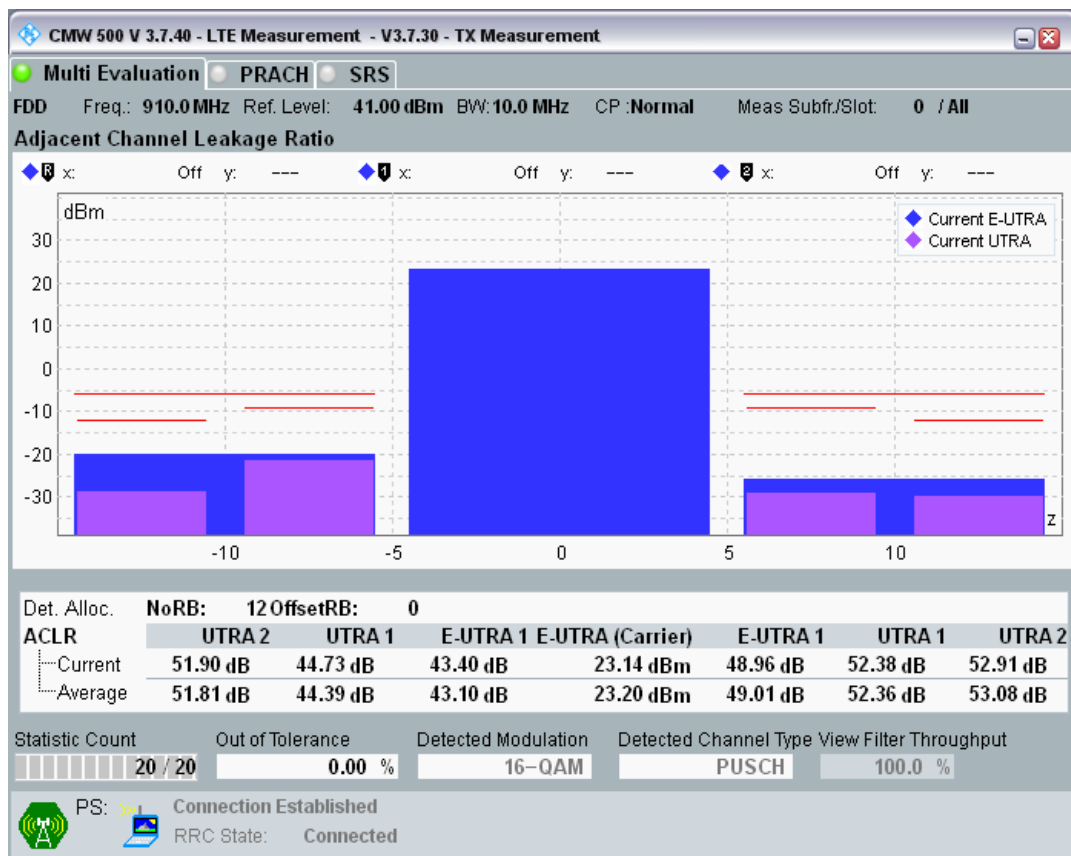 CMW 500 V 3.7.40 - LTE Measurement - V3.7.30 - TX Measurement
Multi Evaluation PRACH SRS
FDD Freq.: 910.0 MHz Ref. Level: 41.00 dBm BW: 10.0 MHz CP :Normal Meas Subfr./Slot: 0 / All
Adjacent Channel Leakage Ratio
R x: Off y: --- 1 x: Off y: --- 2 x: Off y: ---
dBm
Current E-UTRA
Current UTRA
30
20
10
0
-10
-20
-30
z
-10 -5 0 5 10
Det. Alloc. NoRB: 12 OffsetRB: 0
ACLR UTRA 2 UTRA 1 E-UTRA 1 E-UTRA (Carrier) E-UTRA 1 UTRA 1 UTRA 2
Current 51.90 dB 44.73 dB 43.40 dB 23.14 dBm 48.96 dB 52.38 dB 52.91 dB
Average 51.81 dB 44.39 dB 43.10 dB 23.20 dBm 49.01 dB 52.36 dB 53.08 dB
Statistic Count Out of Tolerance Detected Modulation Detected Channel Type View Filter Throughput
20 / 20 0.00 % 16-QAM PUSCH 100.0 %
PS: Connection Established
RRC State: Connected